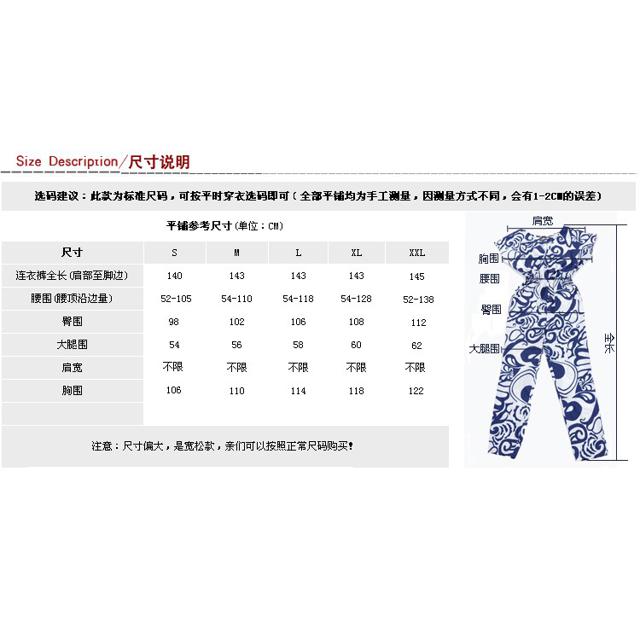 Size Description/尺寸说明
选码建议：此款为标准尺码，可按平时穿衣选码即可（全部平铺均为手工测量，因测量方式不同，会有1-2CM的误差）
平铺参考尺寸(单位：CM)
尺寸 S M L XL XXL
连衣裤全长(肩部至脚边) 140 143 143 143 145
腰围(腰顶沿边量) 52-105 54-110 54-118 54-128 52-138
臀围 98 102 106 108 112
大腿围 54 56 58 60 62
肩宽 不限 不限 不限 不限 不限
胸围 106 110 114 118 122
注意：尺寸偏大，是宽松款，亲们可以按照正常尺码购买！
肩宽
胸围
腰围
臀围
大腿围
全长